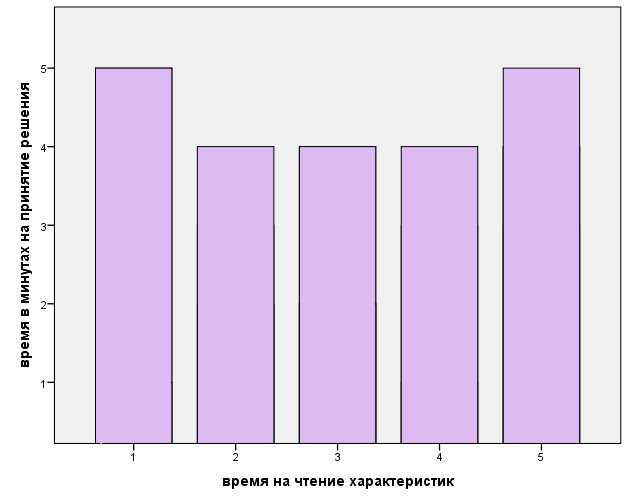 время в минутах на принятие решения
5
4
3
2
1
1 2 3 4 5
время на чтение характеристик